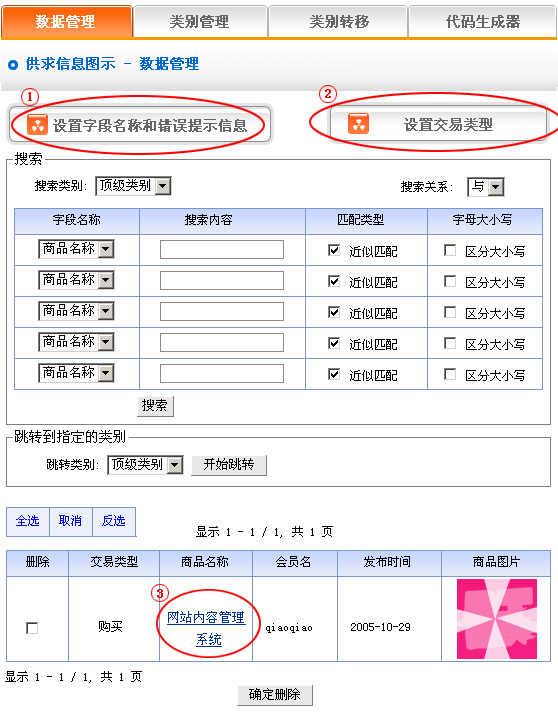 数据管理 类别管理 类别转移 代码生成器
供求信息图示 - 数据管理
① ②
设置字段名称和错误提示信息 设置交易类型
搜索
搜索类别: 顶级类别 搜索关系: 与
字段名称 搜索内容 匹配类型 字母大小写
商品名称 近似匹配 区分大小写
商品名称 近似匹配 区分大小写
商品名称 近似匹配 区分大小写
商品名称 近似匹配 区分大小写
商品名称 近似匹配 区分大小写
搜索
跳转到指定的类别
跳转类别: 顶级类别 开始跳转
全选 取消 反选
显示 1 - 1 / 1, 共 1 页
删除 交易类型 商品名称 会员名 发布时间 商品图片
③
购买 网站内容管理系统 qiaoqiao 2005-10-29
显示 1 - 1 / 1, 共 1 页
确定删除